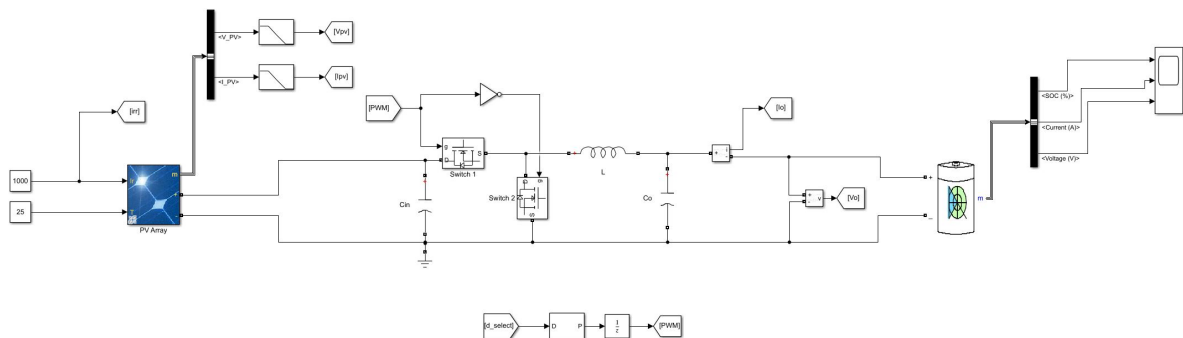 <V_PV>
[Vpv]
<I_PV>
[Ipv]
[irr]
1000
25
Ir
T
m
+
-
PV Array
[PWM]
g
D
S
Switch 1
g
D
S
Switch 2
Cin
L
Co
+
i
-
[Io]
+
-
v
[Vo]
+
_
m
<SOC (%)>
<Current (A)>
<Voltage (V)>
[d_select]
D
P
1
z
[PWM]